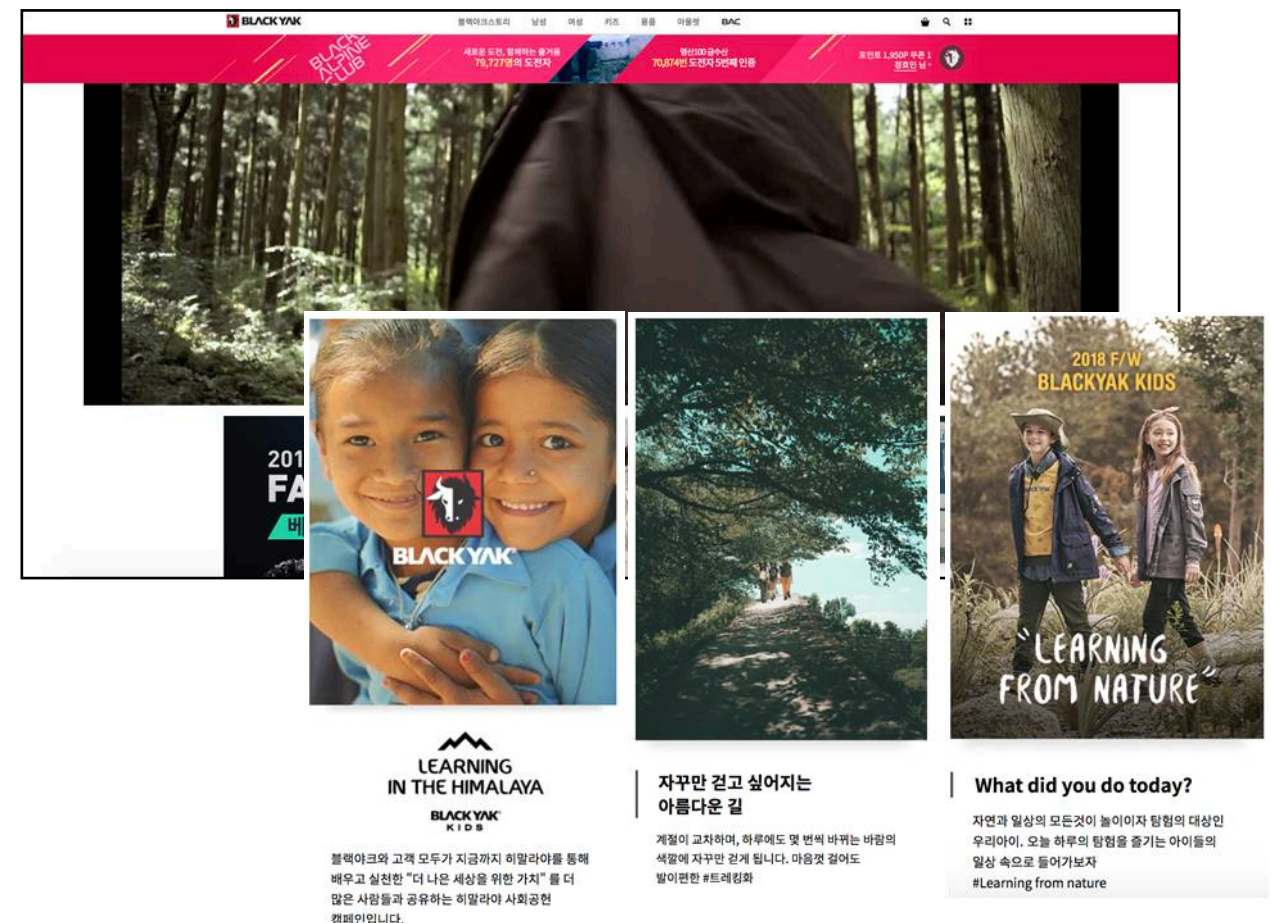 BLACK YAK
블랙야크스토리 남성 여성 키즈 용품 아울렛 BAC
BLACK
ALPINE
CLUB
새로운 도전, 함께하는 즐거움
79,727명의 도전자
명산100 금수산
70,874번 도전자 5번째 인증
포인트 1,950P 쿠폰 1
정효인 님
201
FA
베
BLACK YAK
LEARNING
IN THE HIMALAYA
BLACK YAK
KIDS
블랙야크와 고객 모두가 지금까지 히말라야를 통해
배우고 실천한 "더 나은 세상을 위한 가치" 를 더
많은 사람들과 공유하는 히말라야 사회공헌
캠페인입니다.
자꾸만 걷고 싶어지는
아름다운 길
계절이 교차하며, 하루에도 몇 번씩 바뀌는 바람의
색깔에 자꾸만 걷게 됩니다. 마음껏 걸어도
발이편한 #트레킹화
2018 F/W
BLACKYAK KIDS
"LEARNING
FROM NATURE"
What did you do today?
자연과 일상의 모든것이 놀이이자 탐험의 대상인
우리아이. 오늘 하루의 탐험을 즐기는 아이들의
일상 속으로 들어가보자
#Learning from nature